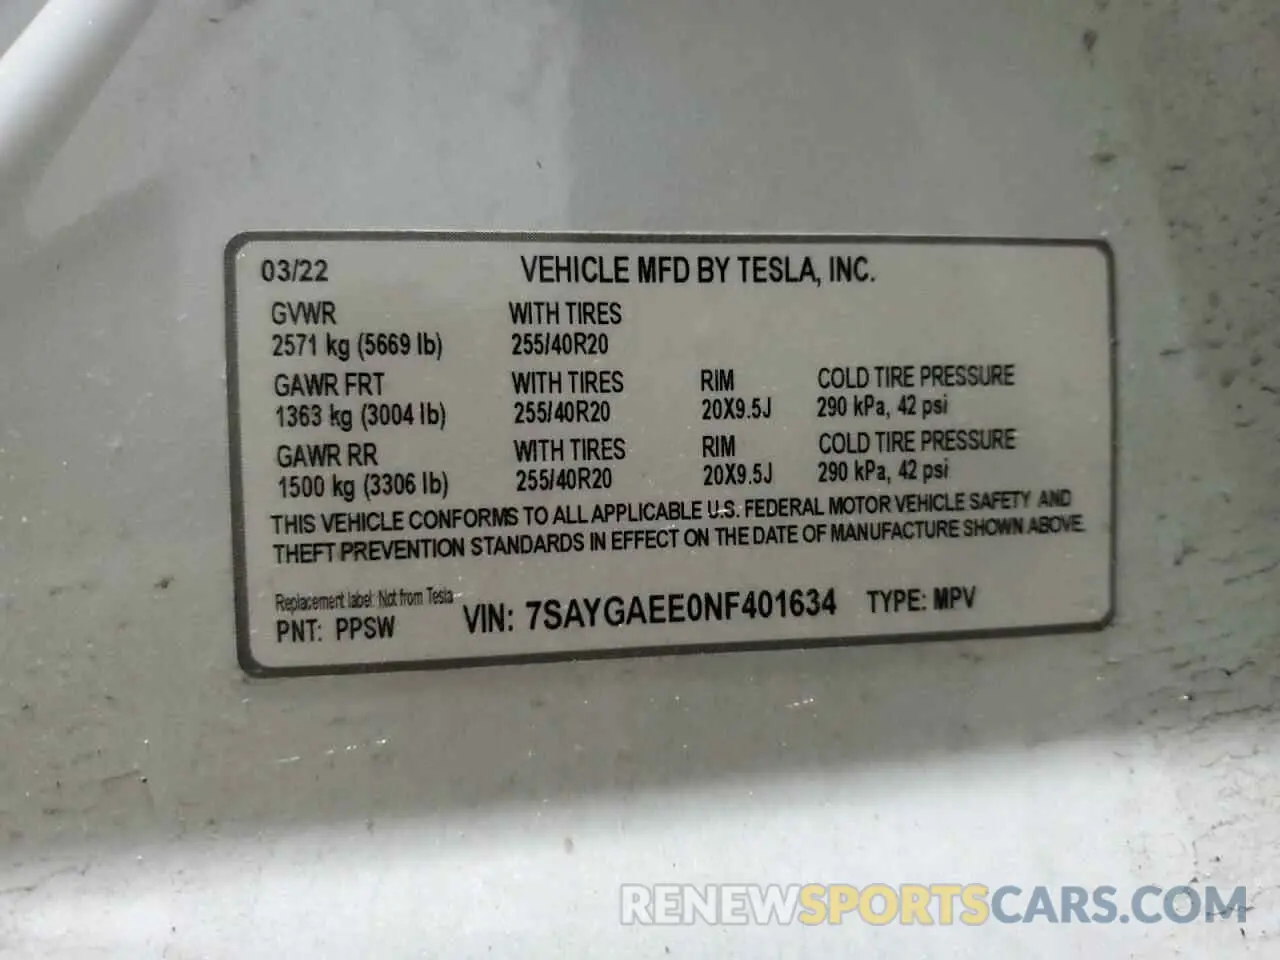 03/22 VEHICLE MFD BY TESLA, INC.
GVWR WITH TIRES
2571 kg (5669 lb) 255/40R20
GAWR FRT WITH TIRES RIM COLD TIRE PRESSURE
1363 kg (3004 lb) 255/40R20 20X9.5J 290 kPa, 42 psi
GAWR RR WITH TIRES RIM COLD TIRE PRESSURE
1500 kg (3306 lb) 255/40R20 20X9.5J 290 kPa, 42 psi
THIS VEHICLE CONFORMS TO ALL APPLICABLE U.S. FEDERAL MOTOR VEHICLE SAFETY AND
THEFT PREVENTION STANDARDS IN EFFECT ON THE DATE OF MANUFACTURE SHOWN ABOVE.
Replacement label: Not from Tesla
PNT: PPSW VIN: 7SAYGAEE0NF401634 TYPE: MPV
RENEWSPORTSCARS.COM